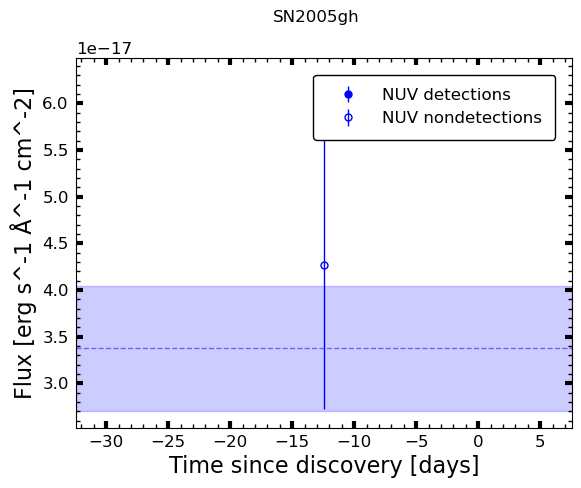 SN2005gh
1e−17
NUV detections
NUV nondetections
6.0
5.5
5.0
4.5
4.0
3.5
3.0
Flux [erg s^-1 Å^-1 cm^-2]
−30 −25 −20 −15 −10 −5 0 5
Time since discovery [days]